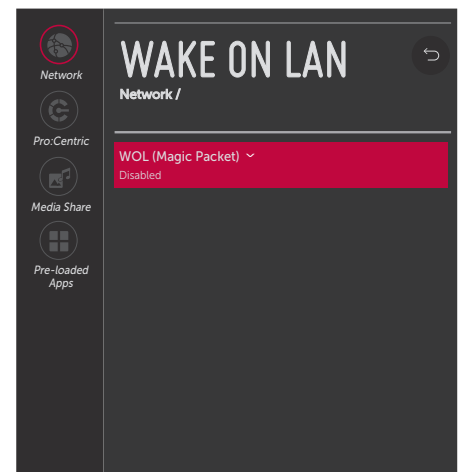 Network
Pro:Centric
Media Share
Pre-loaded
Apps
WAKE ON LAN
Network /
WOL (Magic Packet)
Disabled